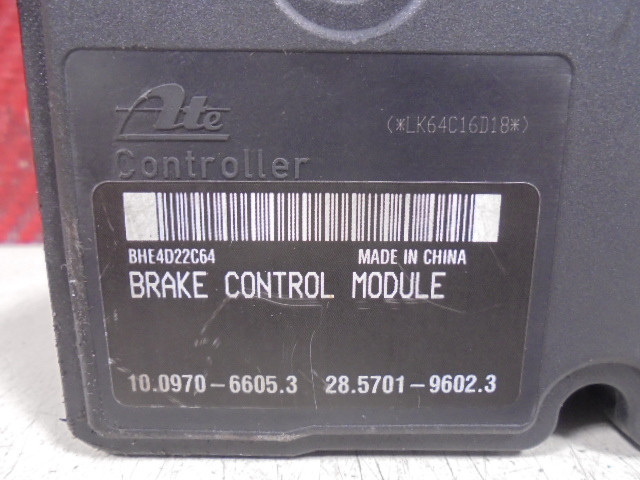 Ate
(*LK64C16D18*)
Controller
BHE4D22C64 MADE IN CHINA
BRAKE CONTROL MODULE
10.0970-6605.3 28.5701-9602.3